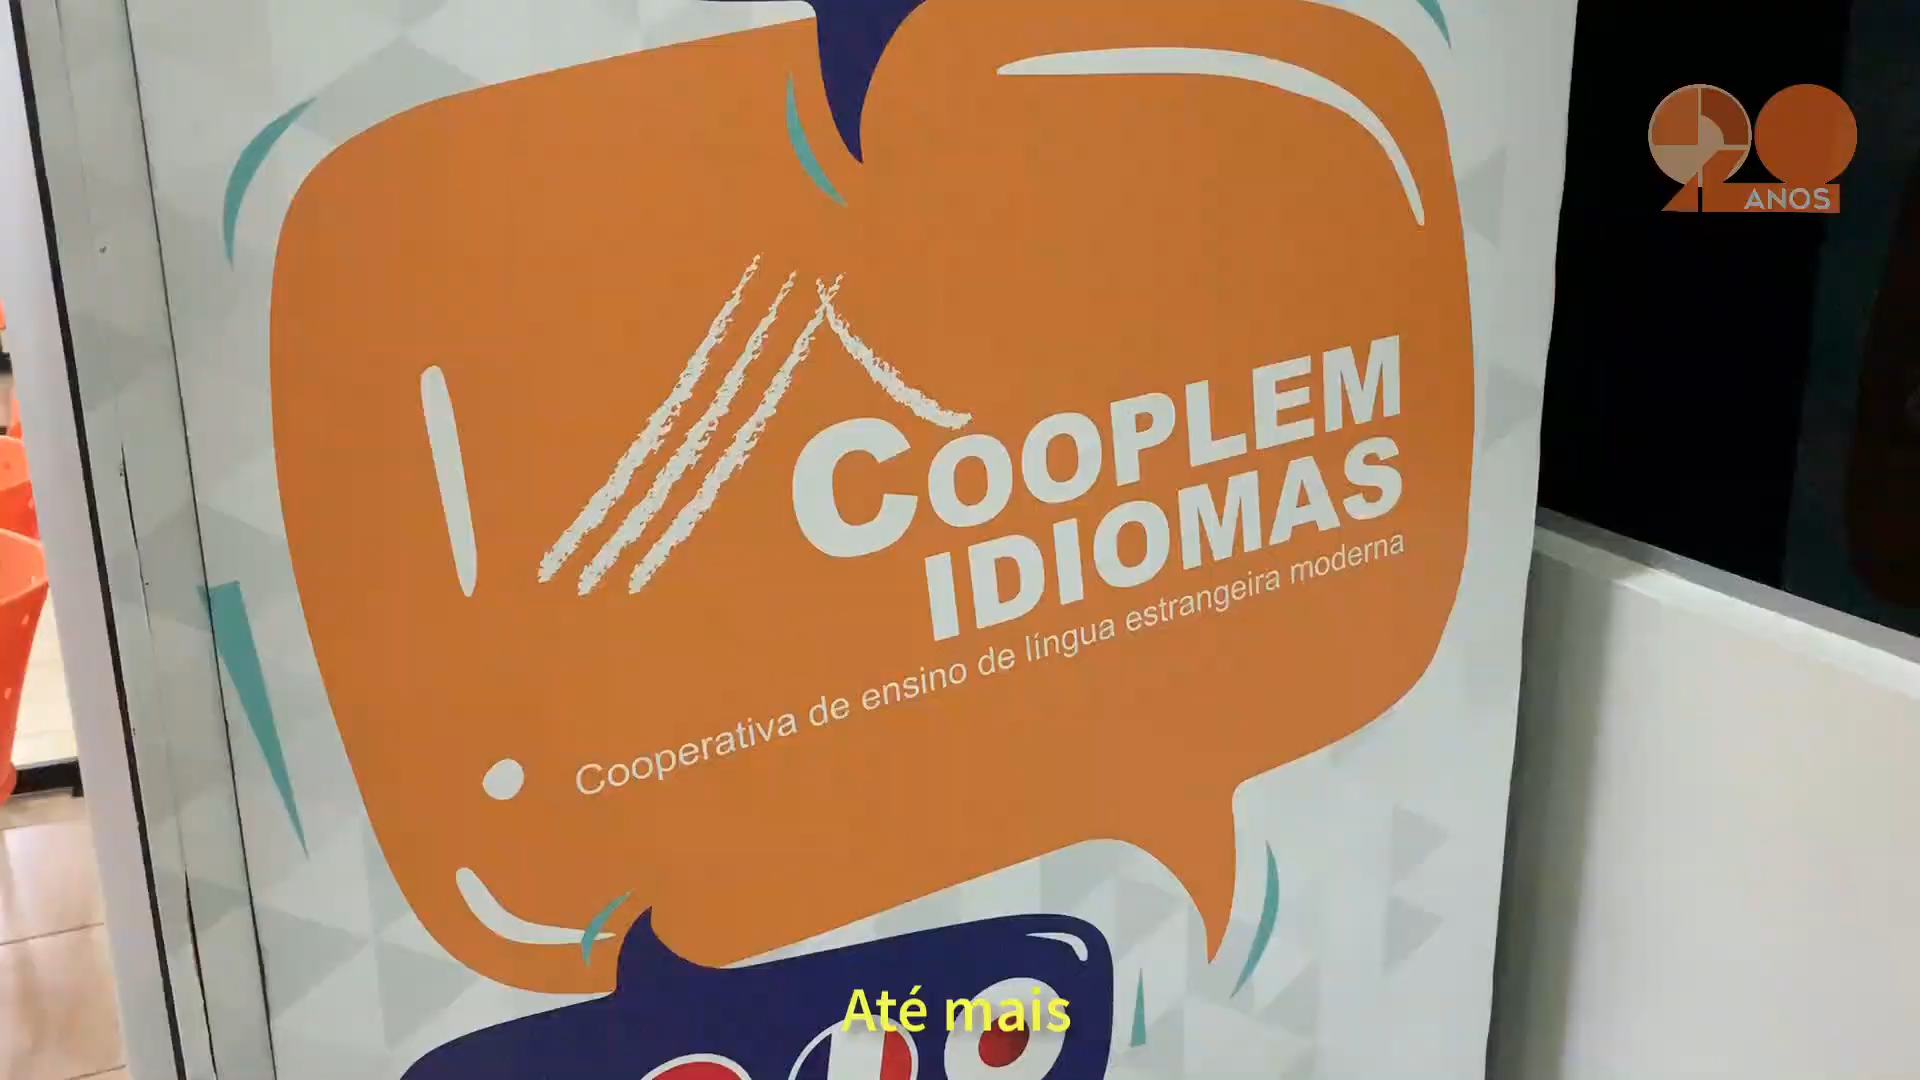 20 ANOS
COOPLEM
IDIOMAS
Cooperativa de ensino de língua estrangeira moderna
Até mais